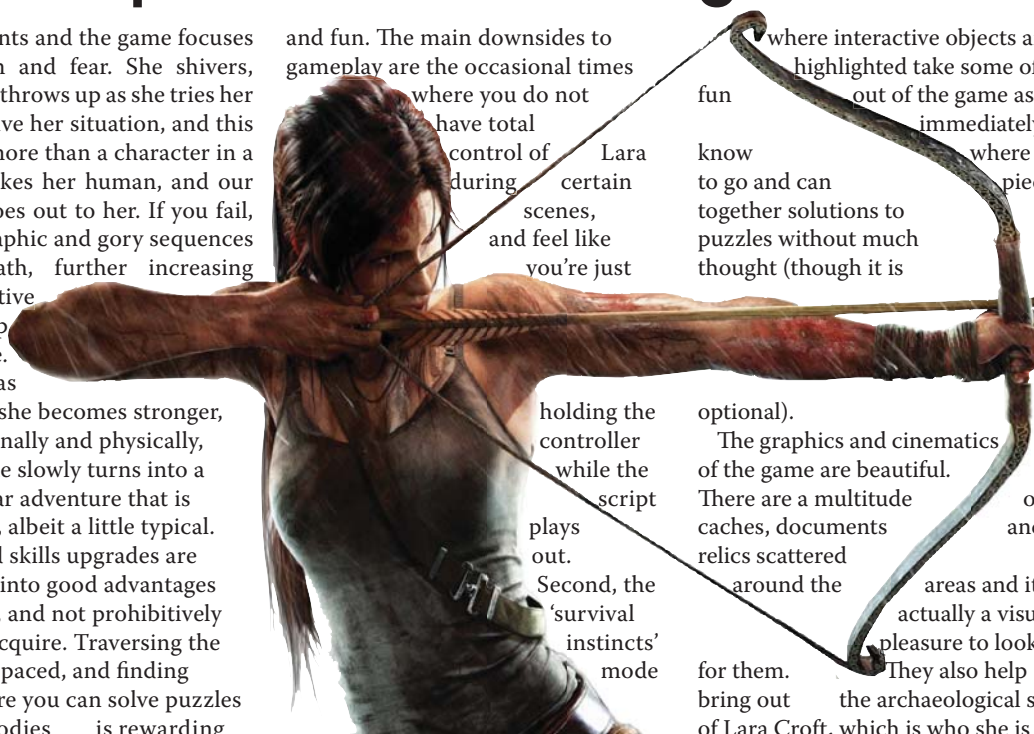 nts and the game focuses
and fear. She shivers,
throws up as she tries her
ve her situation, and this
more than a character in a
kes her human, and our
oes out to her. If you fail,
aphic and gory sequences
ath, further increasing
tive
e.
as
she becomes stronger,
nally and physically,
e slowly turns into a
ar adventure that is
, albeit a little typical.
l skills upgrades are
into good advantages
, and not prohibitively
cquire. Traversing the
paced, and finding
re you can solve puzzles
odies is rewarding
and fun. The main downsides to
gameplay are the occasional times
where you do not
have total
control of Lara
during certain
scenes,
and feel like
you're just
holding the
controller
while the
script
plays
out.
Second, the
‘survival
instincts’
mode
where interactive objects a
highlighted take some of
fun out of the game as
immediately
know where
to go and can pie
together solutions to
puzzles without much
thought (though it is
optional).
The graphics and cinematics
of the game are beautiful.
There are a multitude o
caches, documents and
relics scattered
around the areas and it
actually a visu
pleasure to look
for them. They also help
bring out the archaeological s
of Lara Croft, which is who she is